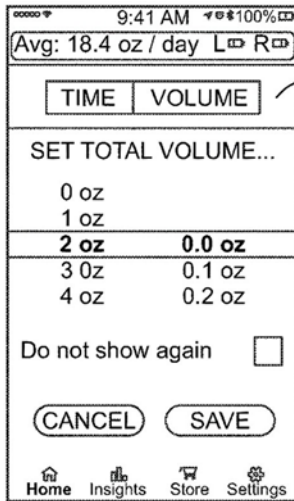 9:41 AM 100%
Avg: 18.4 oz / day L R
TIME VOLUME
SET TOTAL VOLUME...
0 oz
1 oz
2 oz 0.0 oz
3 0z 0.1 oz
4 oz 0.2 oz
Do not show again
CANCEL SAVE
Home Insights Store Settings